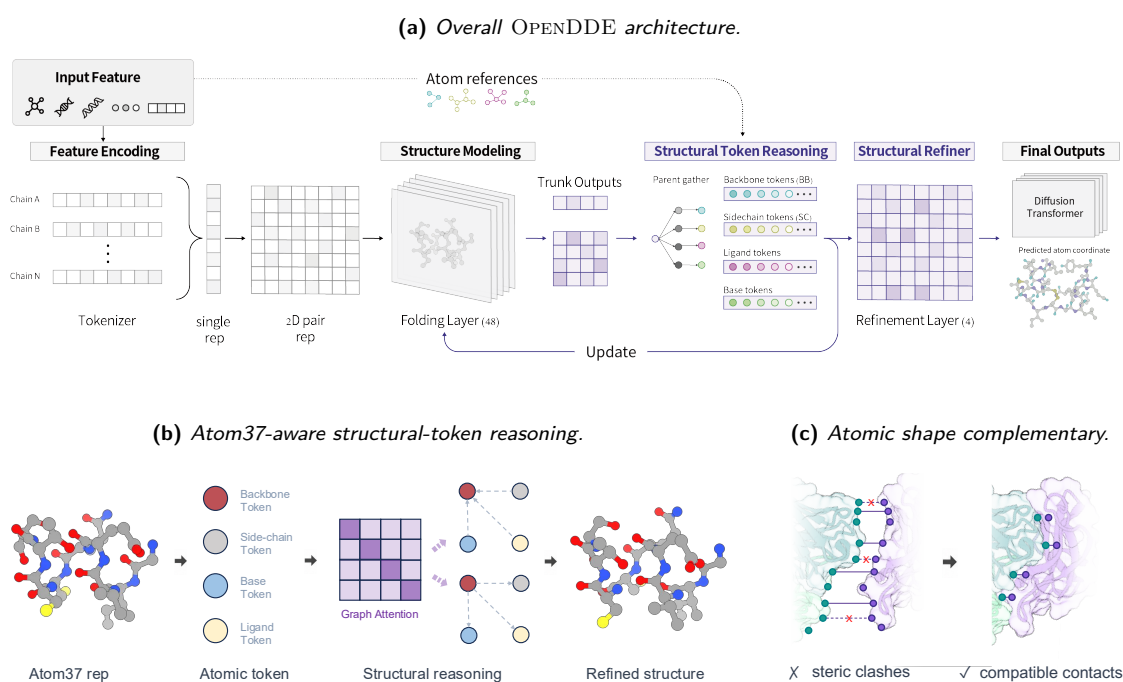 (a) Overall OPENDDE architecture.
Input Feature
Atom references
Feature Encoding
Structure Modeling
Structural Token Reasoning
Structural Refiner
Final Outputs
Chain A
Chain B
Chain N
Tokenizer
single
rep
2D pair
rep
Folding Layer (48)
Trunk Outputs
Parent gather
Backbone tokens (BB)
Sidechain tokens (SC)
Ligand tokens
Base tokens
Refinement Layer (4)
Diffusion
Transformer
Predicted atom coordinate
Update
(b) Atom37-aware structural-token reasoning.
Backbone
Token
Side-chain
Token
Base
Token
Ligand
Token
Graph Attention
Atom37 rep
Atomic token
Structural reasoning
Refined structure
(c) Atomic shape complementary.
✗ steric clashes
✓ compatible contacts